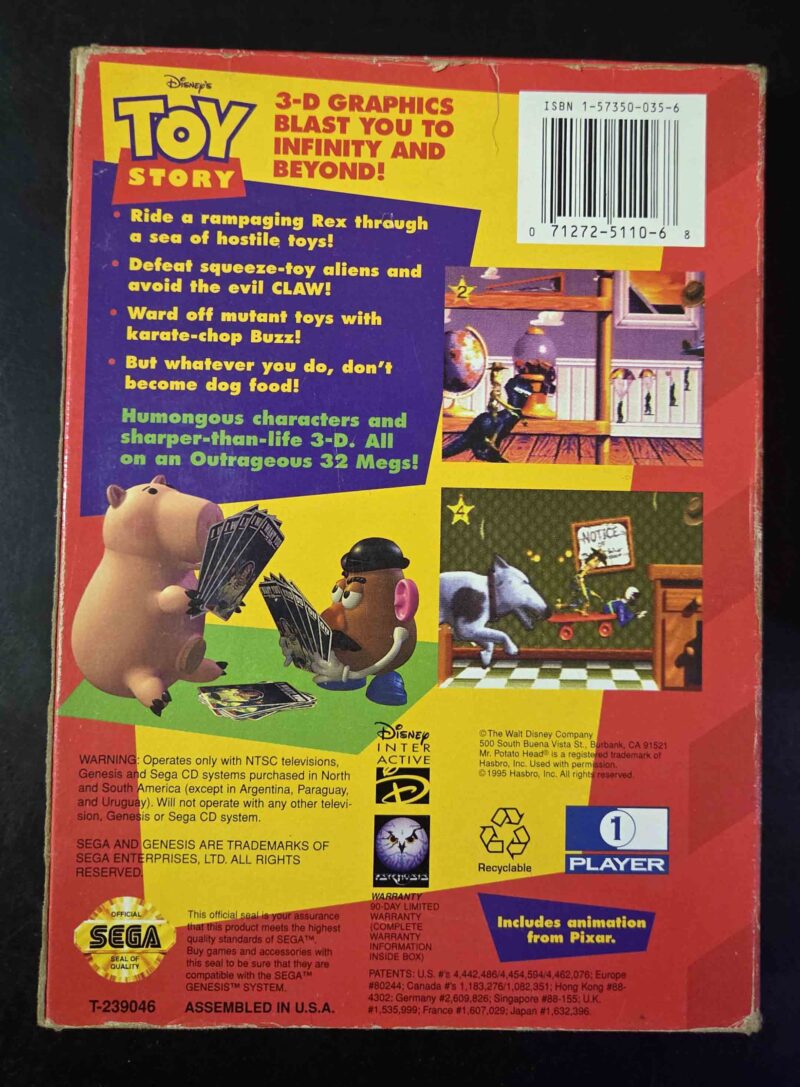 Disney's
TOY
STORY
3-D GRAPHICS
BLAST YOU TO
INFINITY AND
BEYOND!
ISBN 1-57350-035-6
0 71272-5110-6 8
• Ride a rampaging Rex through
a sea of hostile toys!
• Defeat squeeze-toy aliens and
avoid the evil CLAW!
• Ward off mutant toys with
karate-chop Buzz!
• But whatever you do, don't
become dog food!
Humongous characters and
sharper-than-life 3-D. All
on an Outrageous 32 Megs!
2
4
NOTICE
WARNING: Operates only with NTSC televisions,
Genesis and Sega CD systems purchased in North
and South America (except in Argentina, Paraguay,
and Uruguay). Will not operate with any other televi-
sion, Genesis or Sega CD system.
SEGA AND GENESIS ARE TRADEMARKS OF
SEGA ENTERPRISES, LTD. ALL RIGHTS
RESERVED.
Disney
INTER
ACTIVE
D
PSYGNOSIS
© The Walt Disney Company
500 South Buena Vista St., Burbank, CA 91521
Mr. Potato Head® is a registered trademark of
Hasbro, Inc. Used with permission.
© 1995 Hasbro, Inc. All rights reserved.
Recyclable
1
PLAYER
OFFICIAL
SEGA
SEAL OF
QUALITY
This official seal is your assurance
that this product meets the highest
quality standards of SEGA™.
Buy games and accessories with
this seal to be sure that they are
compatible with the SEGA™
GENESIS™ SYSTEM.
T-239046
ASSEMBLED IN U.S.A.
WARRANTY
90-DAY LIMITED
WARRANTY
(COMPLETE
WARRANTY
INFORMATION
INSIDE BOX)
Includes animation
from Pixar.
PATENTS: U.S. #'s 4,442,486/4,454,594/4,462,076; Europe
#80244; Canada #'s 1,183,276/1,082,351; Hong Kong #88-
4302; Germany #2,609,826; Singapore #88-155; U.K.
#1,535,999; France #1,607,029; Japan #1,632,396.